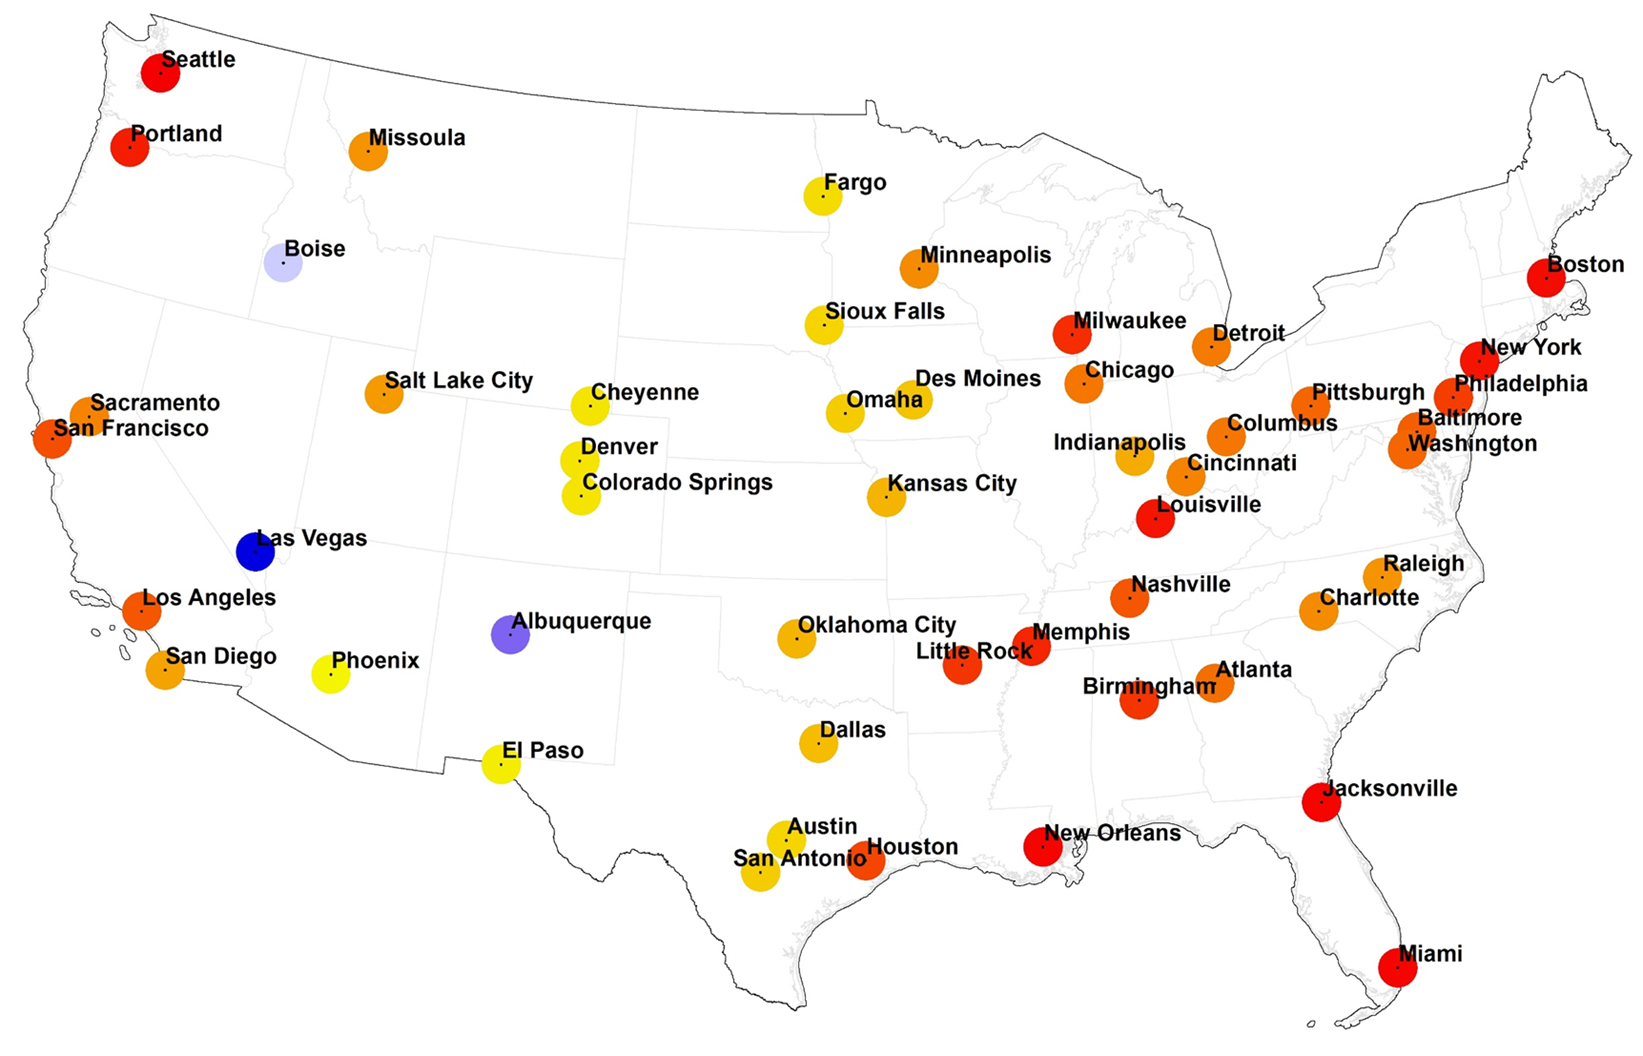 Seattle
Portland
Missoula
Fargo
Boise
Minneapolis
Boston
Sioux Falls
Milwaukee
Detroit
New York
Chicago
Salt Lake City
Des Moines
Philadelphia
Cheyenne
Pittsburgh
Omaha
Sacramento
Baltimore
Columbus
San Francisco
Indianapolis
Washington
Denver
Cincinnati
Colorado Springs
Kansas City
Louisville
Las Vegas
Raleigh
Nashville
Los Angeles
Charlotte
Albuquerque
Oklahoma City
Memphis
Little Rock
San Diego
Phoenix
Atlanta
Birmingham
Dallas
El Paso
Jacksonville
Austin
New Orleans
Houston
San Antonio
Miami